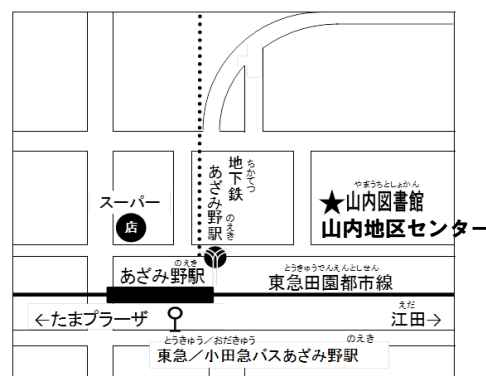 ちかてつ
地下鉄
あざみ野駅
のえき
スーパー
店
やまうちとしょかん
★山内図書館
山内地区センター
のえき
あざみ野駅
とうきゅうでんえんとしせん
東急田園都市線
←たまプラーザ
えだ
江田→
とうきゅう/おだきゅう
のえき
東急/小田急バスあざみ野駅